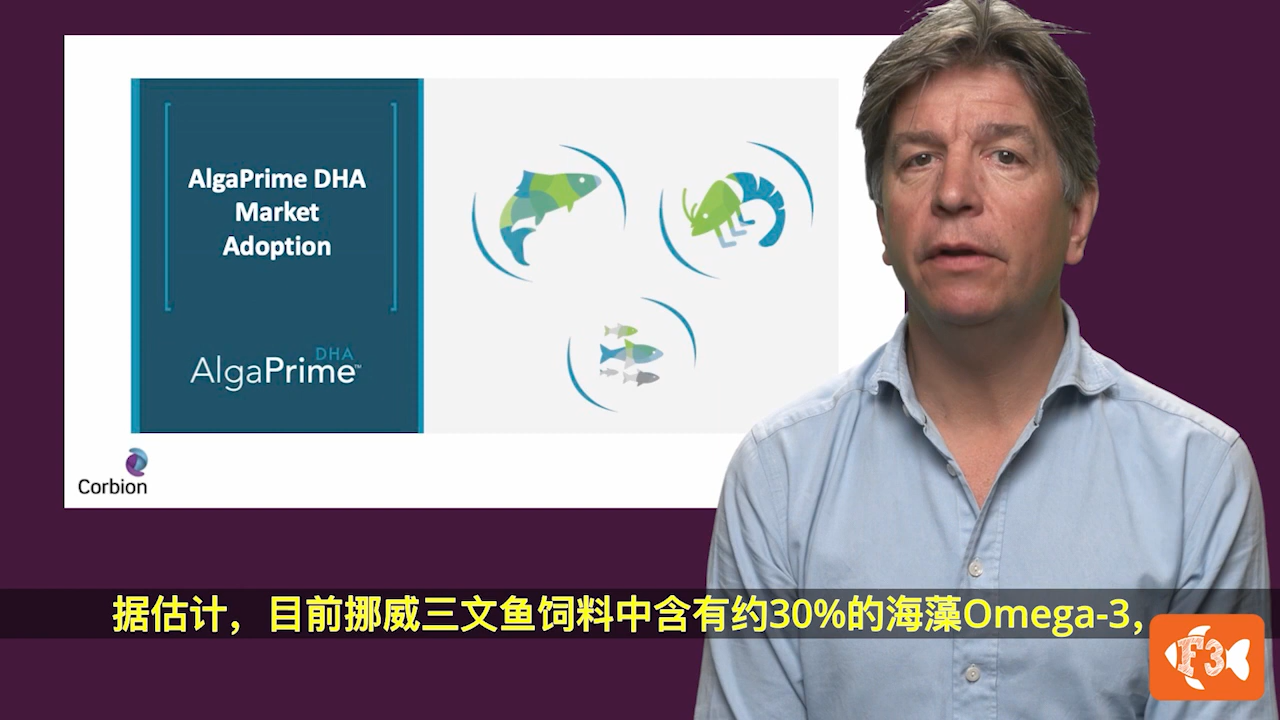 AlgaPrime DHA
Market
Adoption
DHA
AlgaPrime™
Corbion
据估计，目前挪威三文鱼饲料中含有约30%的海藻Omega-3,
F3